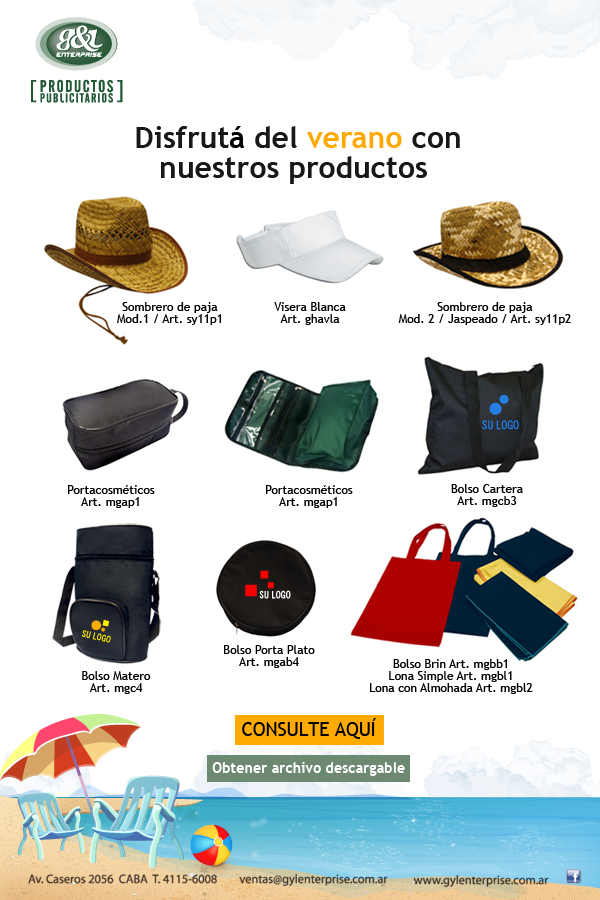 g&l
ENTERPRISE
[PRODUCTOS
PUBLICITARIOS]
Disfrutá del verano con
nuestros productos
Sombrero de paja
Mod.1 / Art. sy11p1
Visera Blanca
Art. ghavla
Sombrero de paja
Mod. 2 / Jaspeado / Art. sy11p2
Portacosméticos
Art. mgap1
Portacosméticos
Art. mgap1
SU LOGO
Bolso Cartera
Art. mgcb3
SU LOGO
Bolso Matero
Art. mgc4
SU LOGO
Bolso Porta Plato
Art. mgab4
Bolso Brin Art. mgbb1
Lona Simple Art. mgbl1
Lona con Almohada Art. mgbl2
CONSULTE AQUÍ
Obtener archivo descargable
Av. Caseros 2056 CABA T. 4115-6008 ventas@gylenterprise.com.ar www.gylenterprise.com.ar f